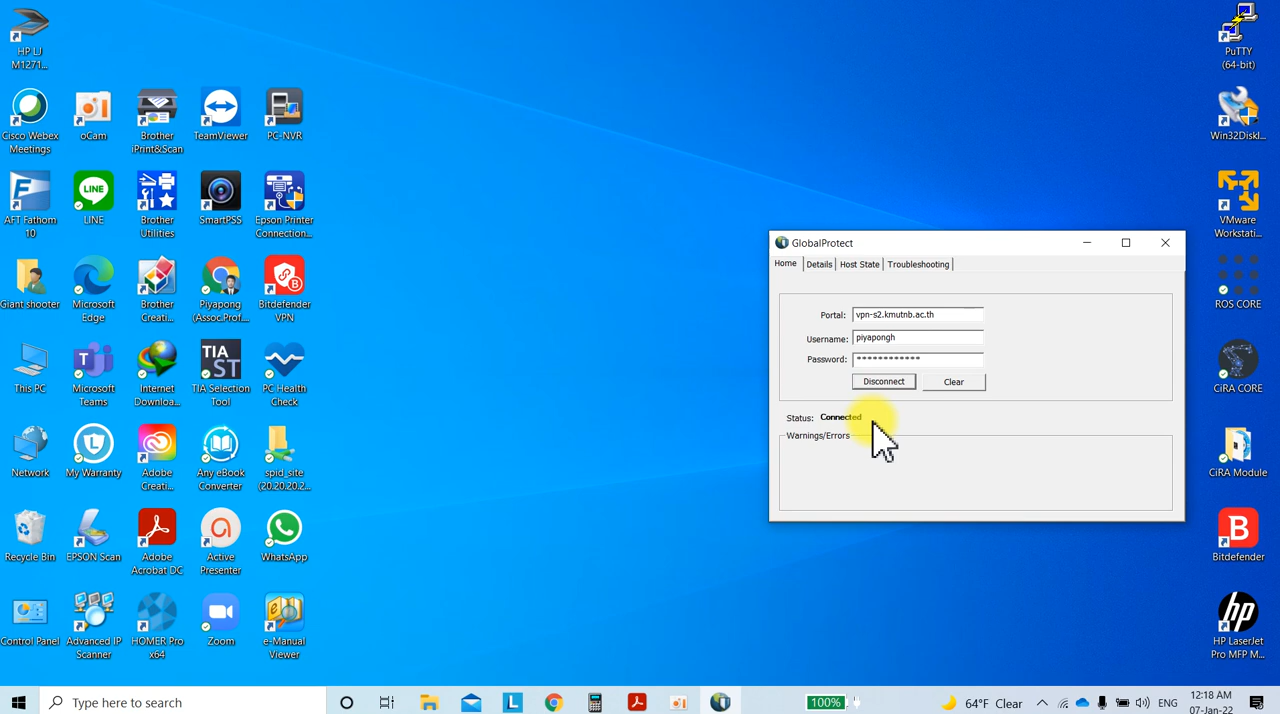 HP LJ
M1271...
PuTTY
(64-bit)
Cisco Webex
Meetings
oCam
Brother
iPrint&Scan
TeamViewer
PC-NVR
Win32DiskI...
AFT Fathom
10
LINE
Brother
Utilities
SmartPSS
Epson Printer
Connection...
VMware
Workstati...
Giant shooter
Microsoft
Edge
Brother
Creati...
Piyapong
(Assoc.Prof...
Bitdefender
VPN
ROS CORE
This PC
Microsoft
Teams
Internet
Downloa...
TIA
ST
TIA Selection
Tool
PC Health
Check
CiRA CORE
Network
My Warranty
Adobe
Creati...
Any eBook
Converter
spid_site
(20.20.20.2...
CiRA Module
Recycle Bin
EPSON Scan
Adobe
Acrobat DC
Active
Presenter
WhatsApp
Bitdefender
Control Panel
Advanced IP
Scanner
HOMER Pro
x64
Zoom
e-Manual
Viewer
HP LaserJet
Pro MFP M...
GlobalProtect
Home
Details
Host State
Troubleshooting
Portal: vpn-s2.kmutnb.ac.th
Username: piyapongh
Password: ************
Disconnect
Clear
Status: Connected
Warnings/Errors
Type here to search
100%
64°F Clear
ENG
12:18 AM
07-Jan-22